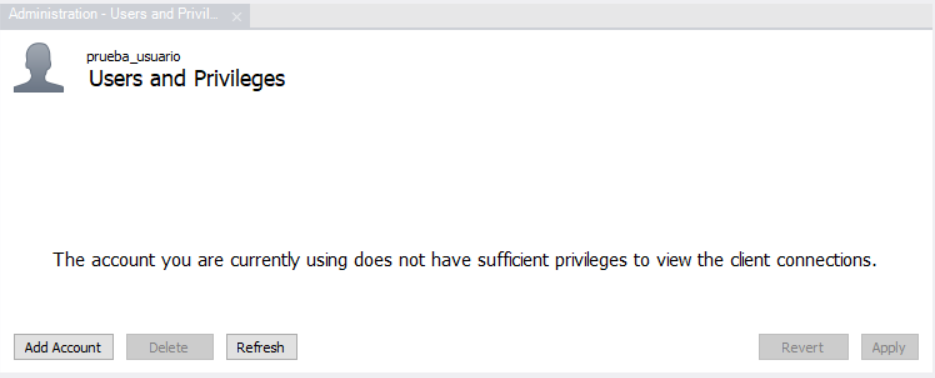 Administration - Users and Privil...
prueba_usuario
Users and Privileges
The account you are currently using does not have sufficient privileges to view the client connections.
Add Account Delete Refresh Revert Apply